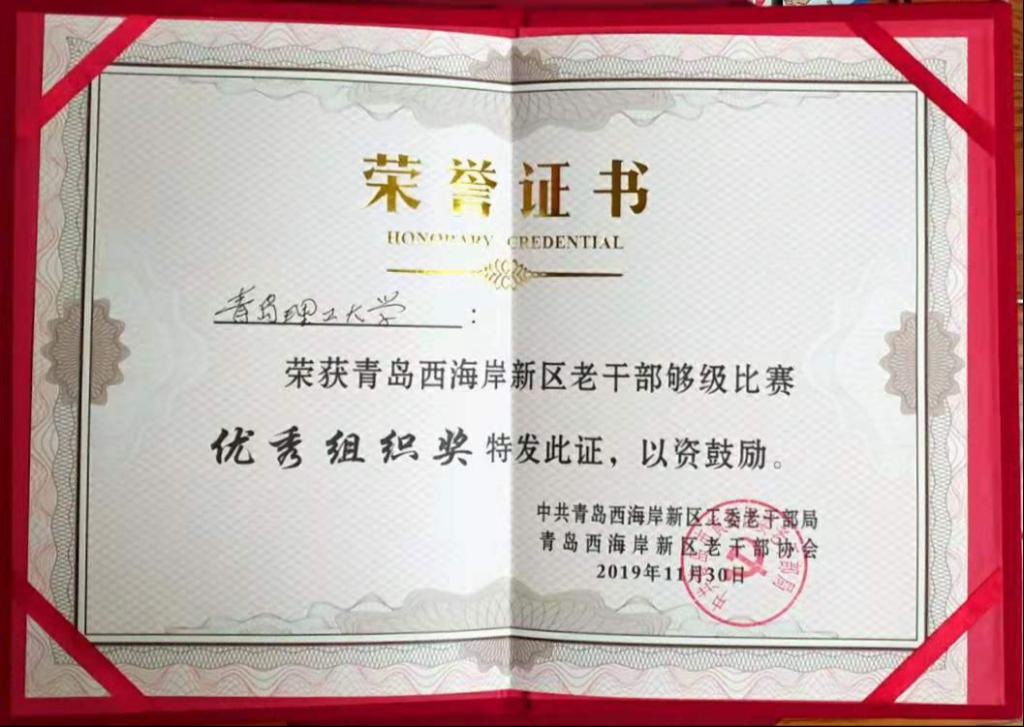 荣誉证书
HONORARY CREDENTIAL
青岛理工大学：
荣获青岛西海岸新区老干部够级比赛
优秀组织奖特发此证，以资鼓励。
中共青岛西海岸新区工委老干部局
青岛西海岸新区老干部协会
2019年11月30日